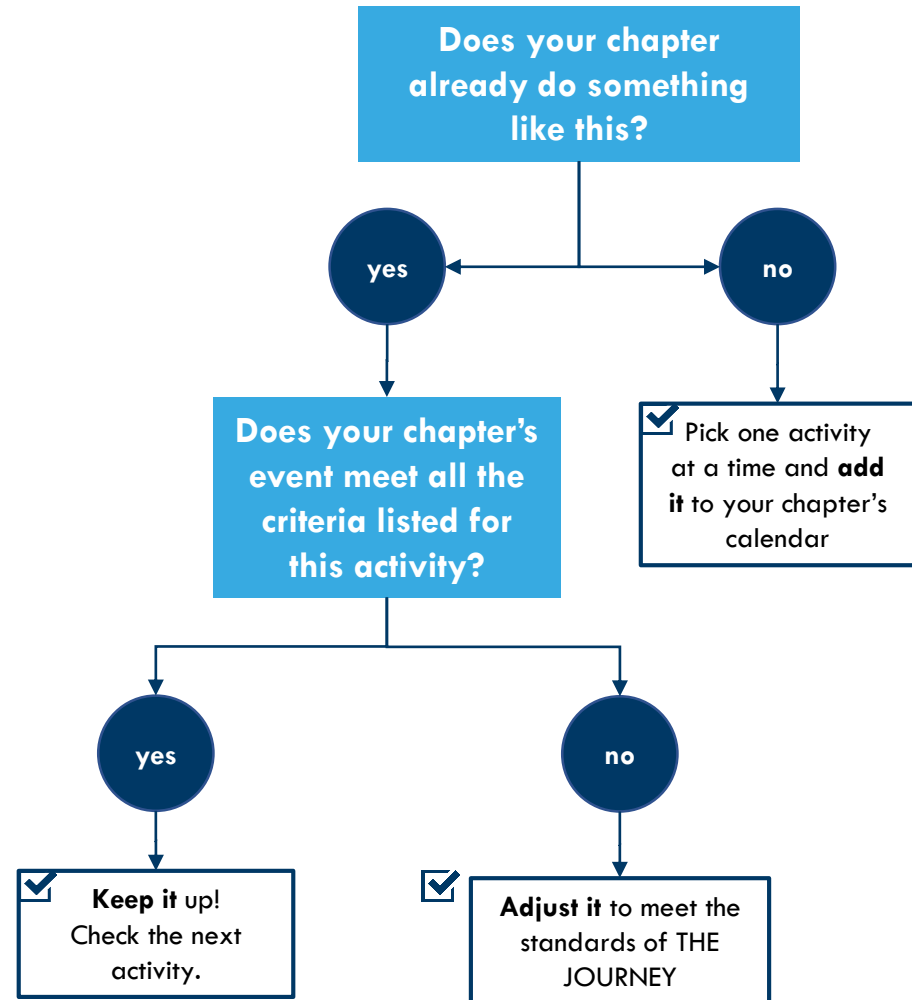 Does your chapter
already do something
like this?
yes
no
Does your chapter’s
event meet all the
criteria listed for
this activity?
Pick one activity
at a time and add
it to your chapter’s
calendar
yes
no
Keep it up!
Check the next
activity.
Adjust it to meet the
standards of THE
JOURNEY